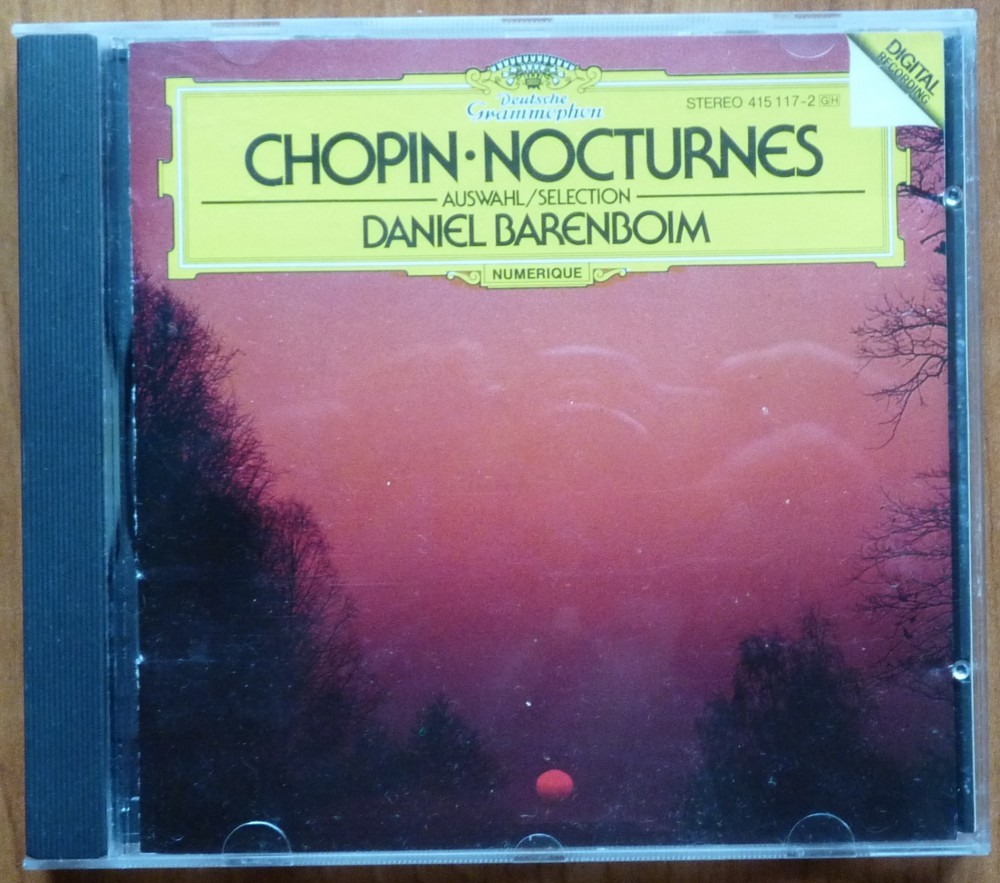 DIGITAL
RECORDING
Deutsche
Grammophon
STEREO 415 117-2 GH
CHOPIN · NOCTURNES
AUSWAHL/SELECTION
DANIEL BARENBOIM
NUMERIQUE